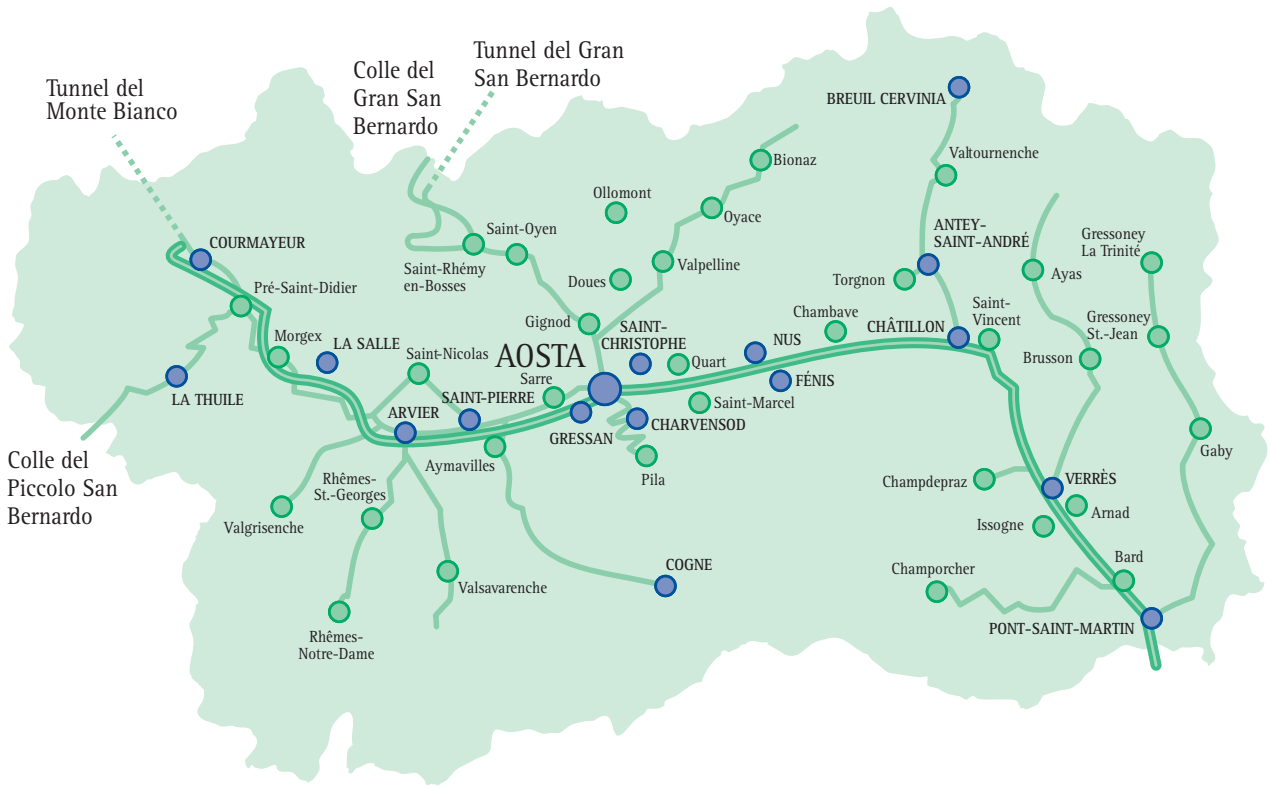 Tunnel del Gran
San Bernardo
Colle del
Gran San
Bernardo
Tunnel del
Monte Bianco
BREUIL CERVINIA
Valtournenche
Bionaz
Ollomont
Oyace
Saint-Oyen
COURMAYEUR
ANTEY-
SAINT-ANDRÉ
Gressoney
La Trinité
Saint-Rhémy
en-Bosses
Valpelline
Doues
Torgnon
Ayas
Pré-Saint-Didier
Gignod
SAINT-
CHRISTOPHE
Chambave
CHÂTILLON
Saint-
Vincent
Gressoney
St.-Jean
Morgex
LA SALLE
Saint-Nicolas
AOSTA
NUS
Quart
Brusson
LA THUILE
Sarre
FÉNIS
SAINT-PIERRE
Saint-Marcel
ARVIER
GRESSAN
CHARVENSOD
Gaby
Colle del
Piccolo San
Bernardo
Aymavilles
Pila
Rhêmes-
St.-Georges
Champdepraz
VERRÈS
Valgrisenche
Issogne
Arnad
COGNE
Bard
Champorcher
Valsavarenche
Rhêmes-
Notre-Dame
PONT-SAINT-MARTIN